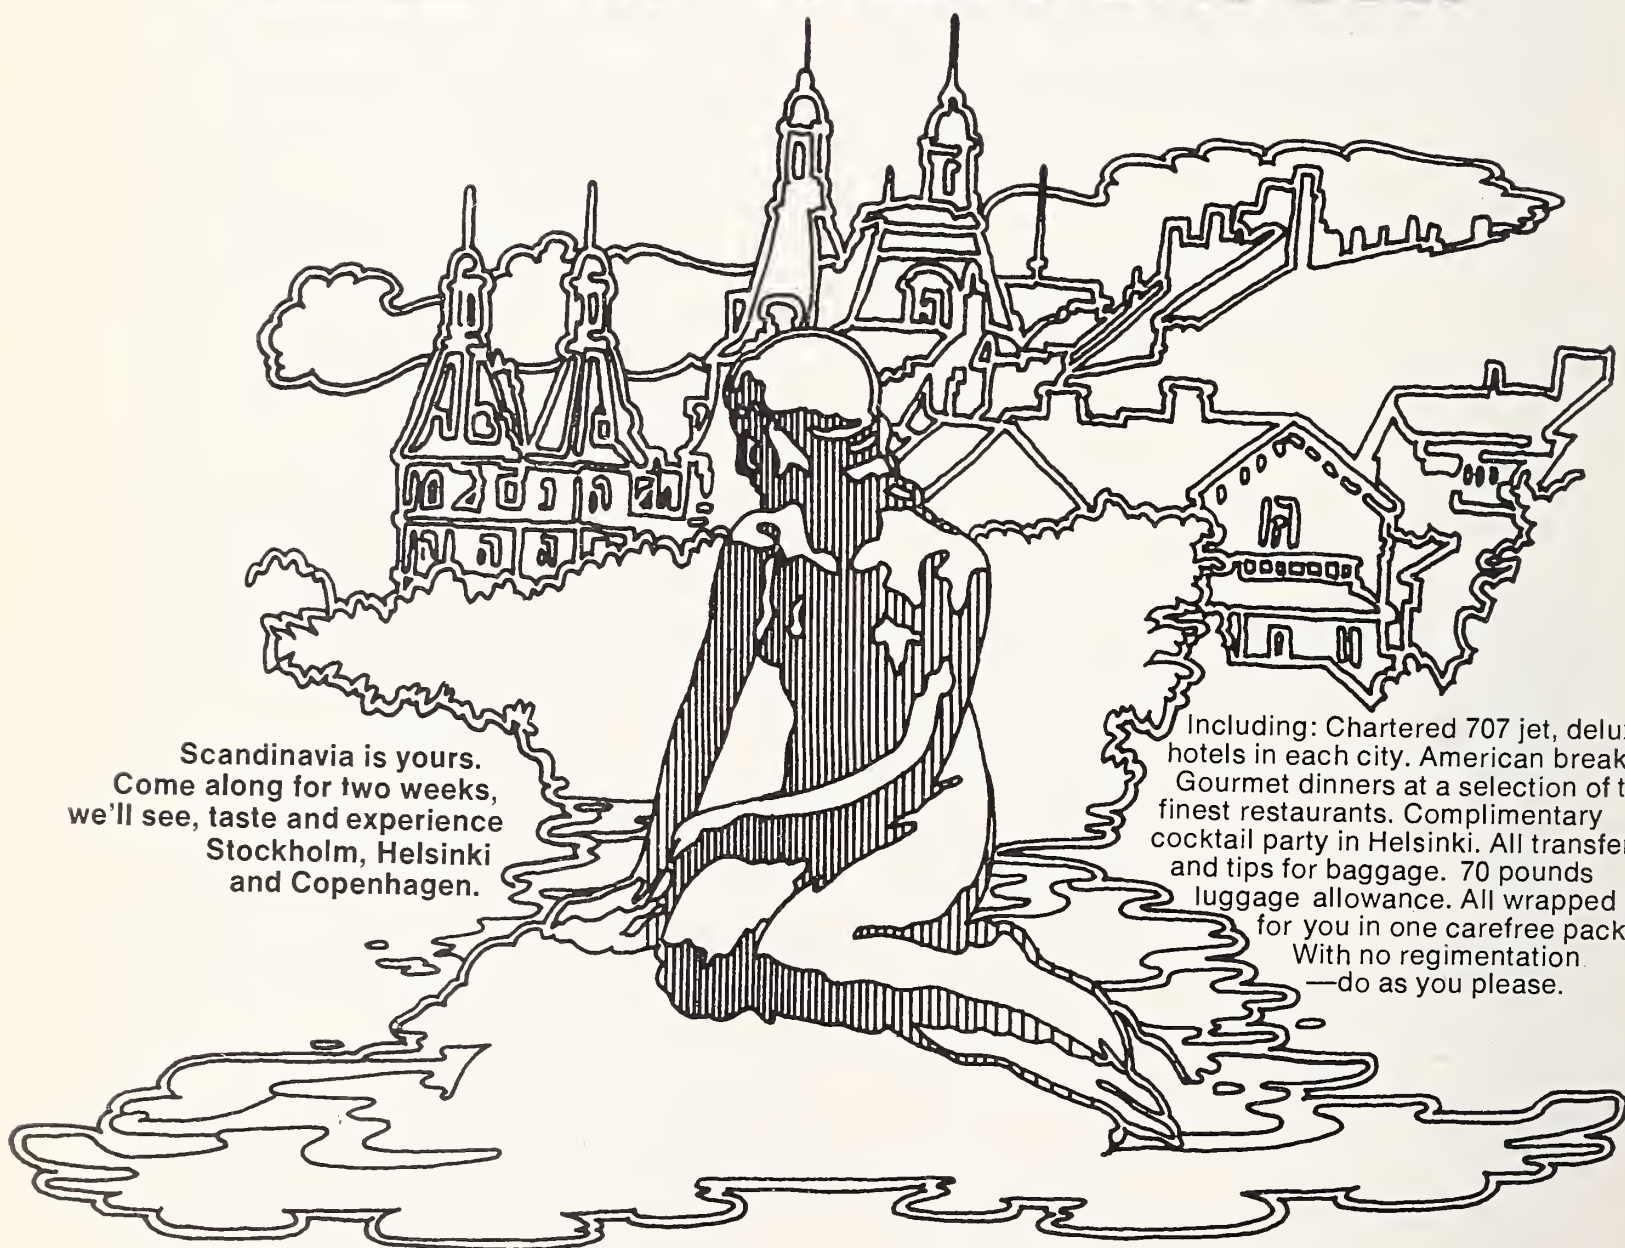 Scandinavia is yours.
Come along for two weeks,
we'll see, taste and experience
Stockholm, Helsinki
and Copenhagen.
Including: Chartered 707 jet,
hotels in each city. American
Gourmet dinners at a selection of
finest restaurants. Complimentary
cocktail party in Helsinki. All
and tips for baggage. 70 pounds
luggage allowance. All wrapped
for you in one carefree
With no regimentation
—do as you please.